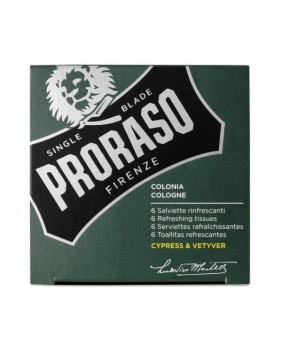 SINGLE BLADE
PRORASO
FIRENZE
COLONIA
COLOGNE
6 Salviette rinfrescanti
6 Refreshing tissues
6 Serviettes rafraîchissantes
6 Toallitas refrescantes
CYPRESS & VETYVER